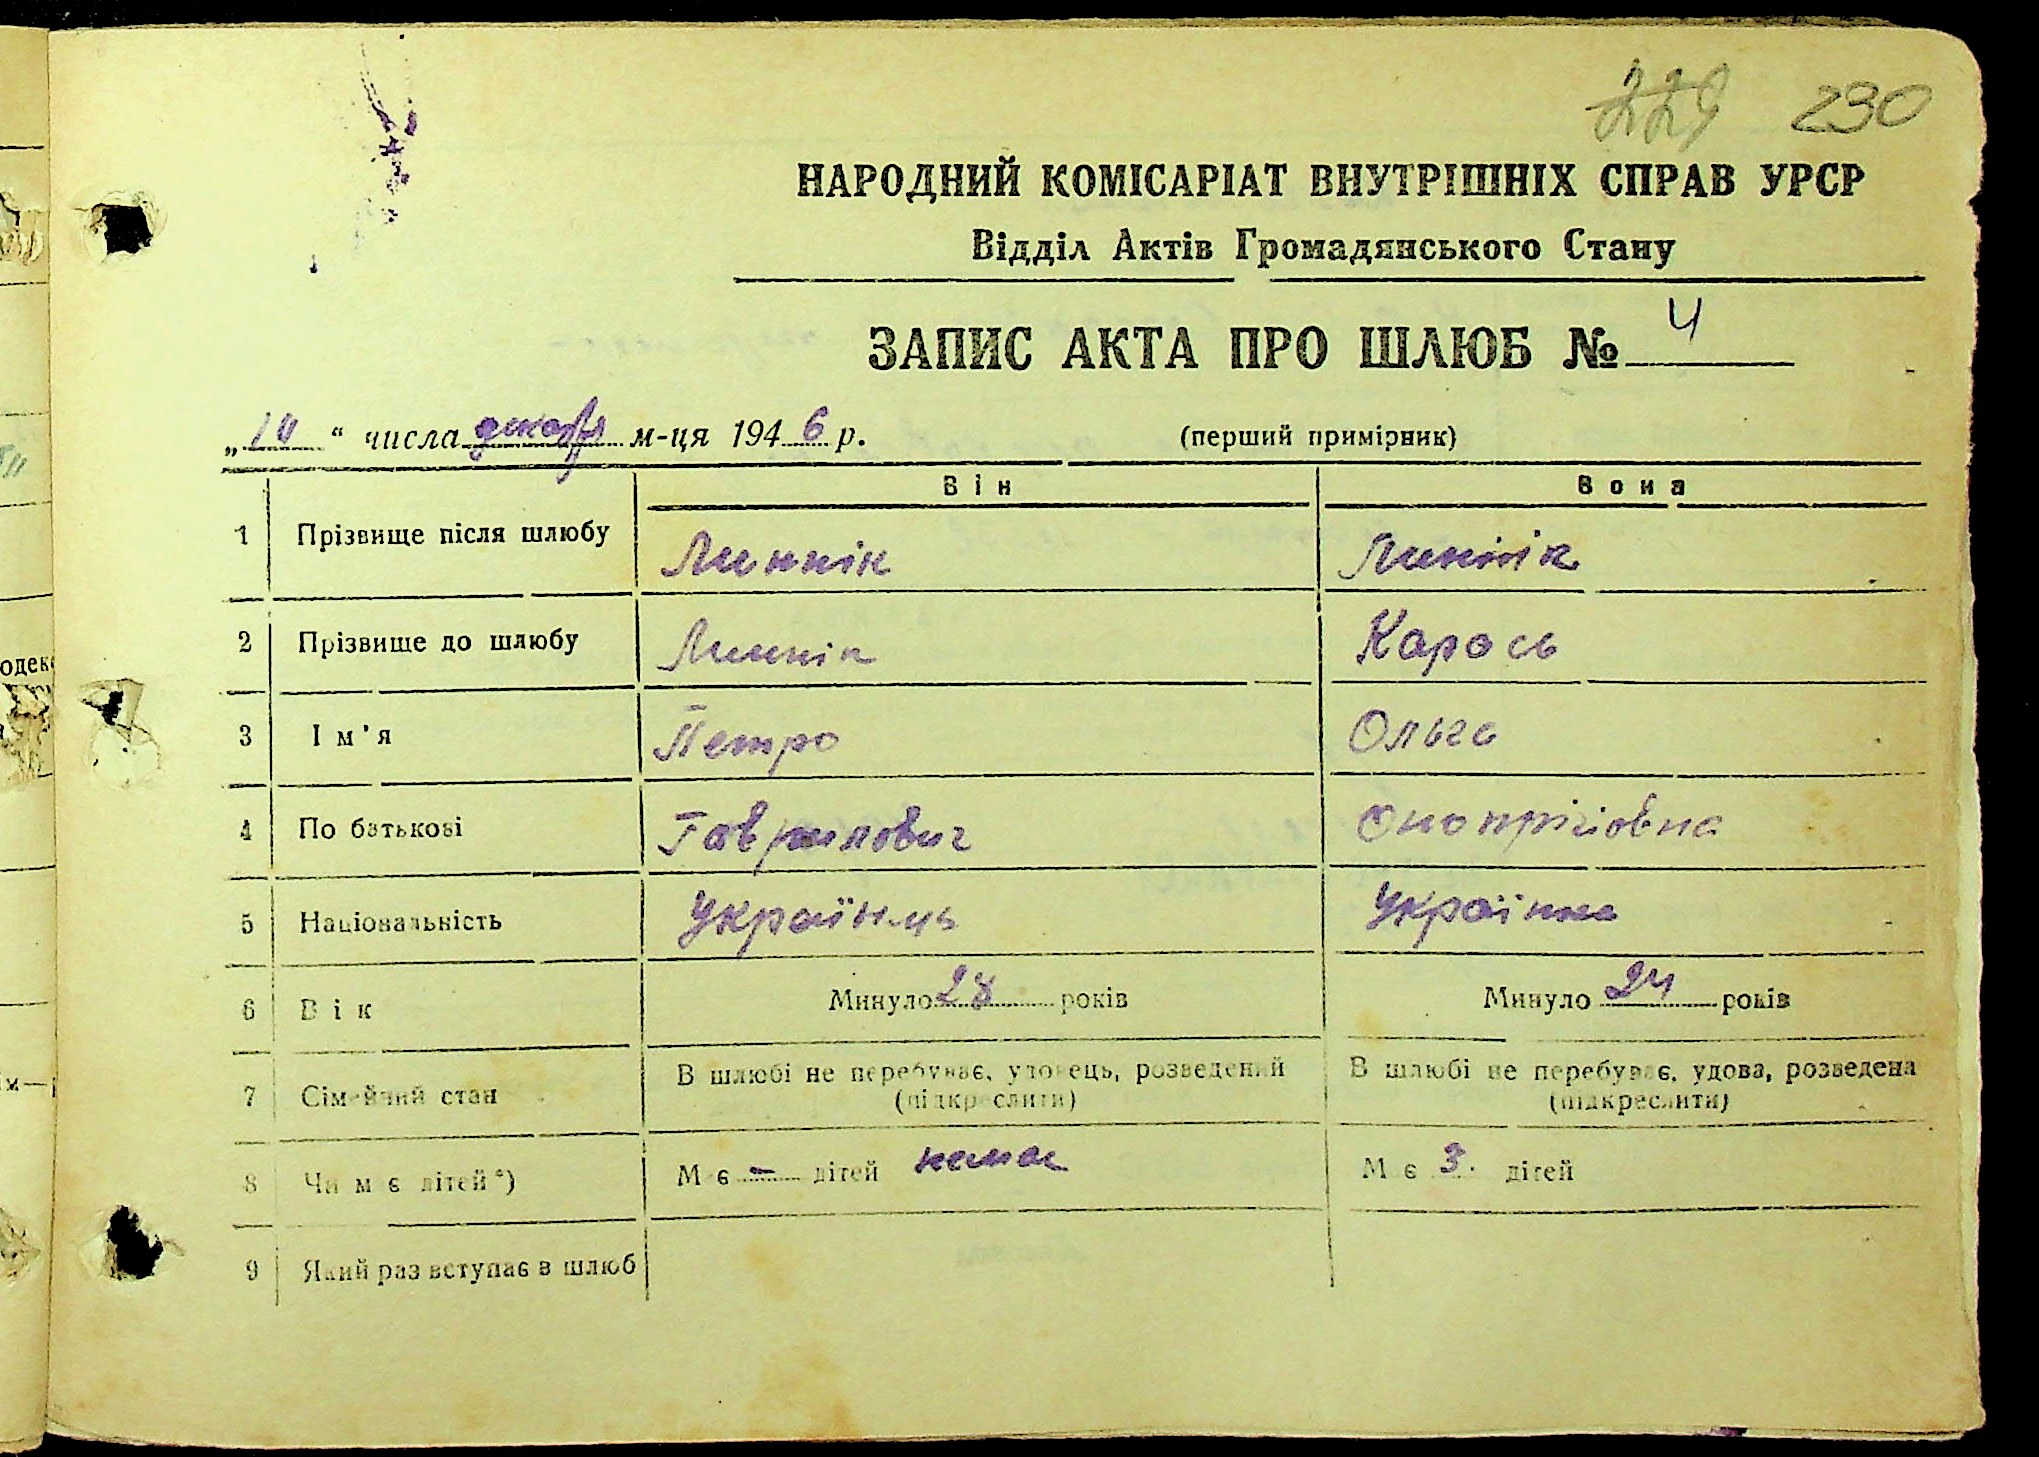 229 230
НАРОДНИЙ КОМІСАРІАТ ВНУТРІШНІХ СПРАВ УРСР
Відділ Актів Громадянського Стану
ЗАПИС АКТА ПРО ШЛЮБ № 4
„10“ числа декабря м-ця 1946 р. (перший примірник)
Він Вона
1 Прізвище після шлюбу Линнік Линнік
2 Прізвище до шлюбу Линнік Карась
3 Ім'я Петро Ольга
4 По батькові Гаврилович Оноприіовна
5 Національність Українець Українка
6 Вік Минуло 28 років Минуло 24 років
7 Сімейний стан В шлюбі не перебуває, удовець, розведений (підкреслити) В шлюбі не перебуває, удова, розведена (підкреслити)
8 Чи має дітей*) Має — дітей немає Має 3. дітей
9 Який раз вступає в шлюб